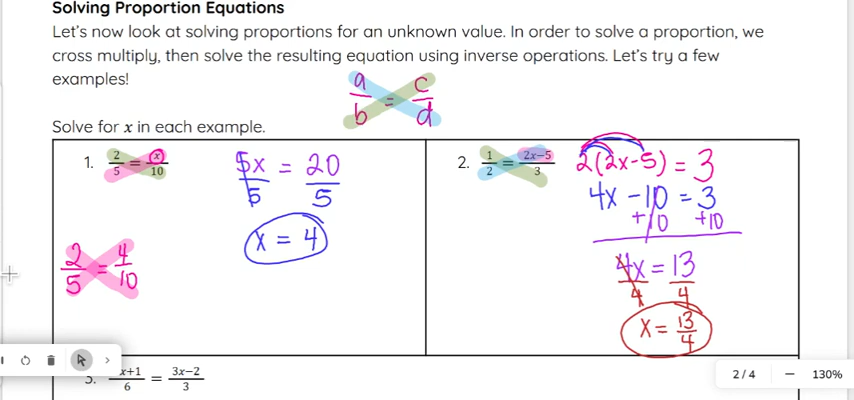 Solving Proportion Equations
Let's now look at solving proportions for an unknown value. In order to solve a proportion, we
cross multiply, then solve the resulting equation using inverse operations. Let's try a few
examples!
a/b = c/d
Solve for x in each example.
1. 2/5 = x/10
5x/5 = 20/5
x = 4
2/5 = 4/10
2. 1/2 = 2x−5/3
2(2x-5) = 3
4x -10 = 3
+10 +10
4x/4 = 13/4
x = 13/4
3. x+1/6 = 3x−2/3
2 / 4 − 130%